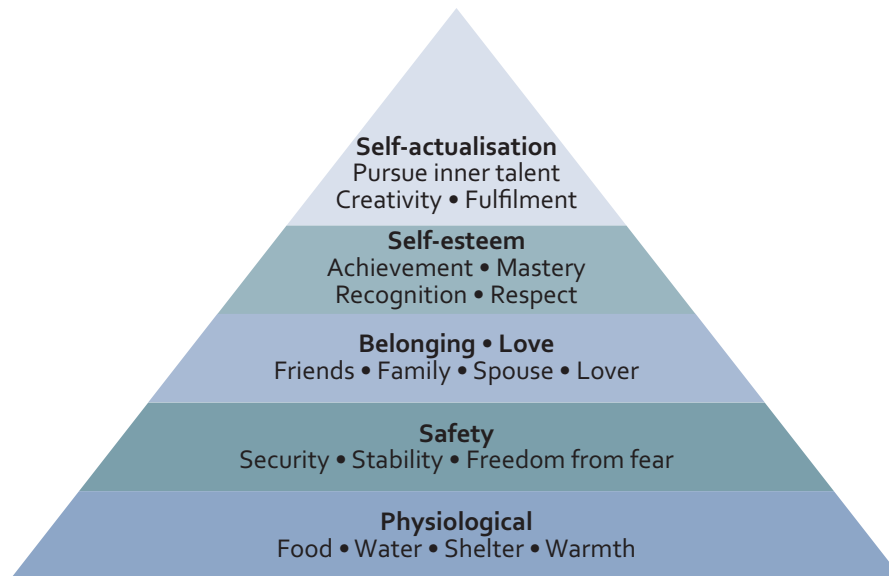 Self-actualisation
Pursue inner talent
Creativity • Fulfilment
Self-esteem
Achievement • Mastery
Recognition • Respect
Belonging • Love
Friends • Family • Spouse • Lover
Safety
Security • Stability • Freedom from fear
Physiological
Food • Water • Shelter • Warmth